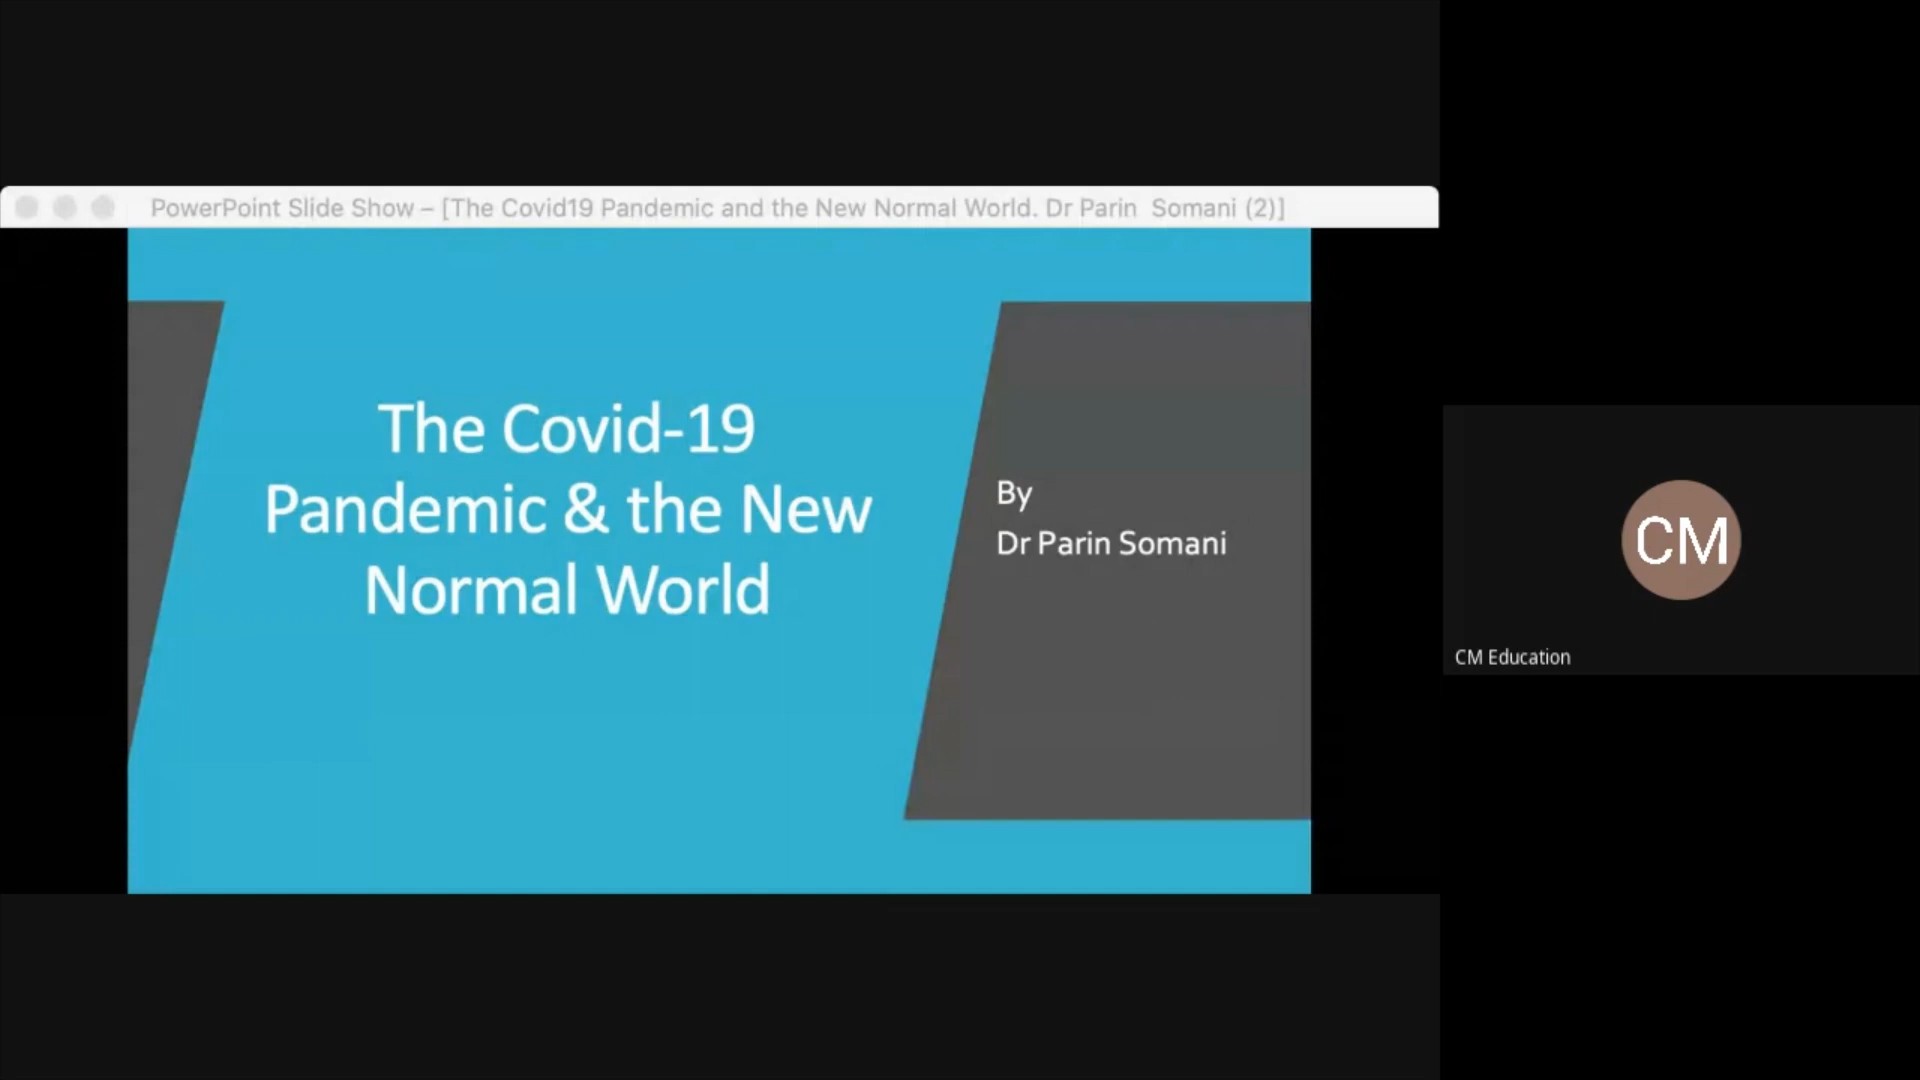 PowerPoint Slide Show – [The Covid19 Pandemic and the New Normal World. Dr Parin Somani (2)]
The Covid-19
Pandemic & the New
Normal World
By
Dr Parin Somani
CM
CM Education